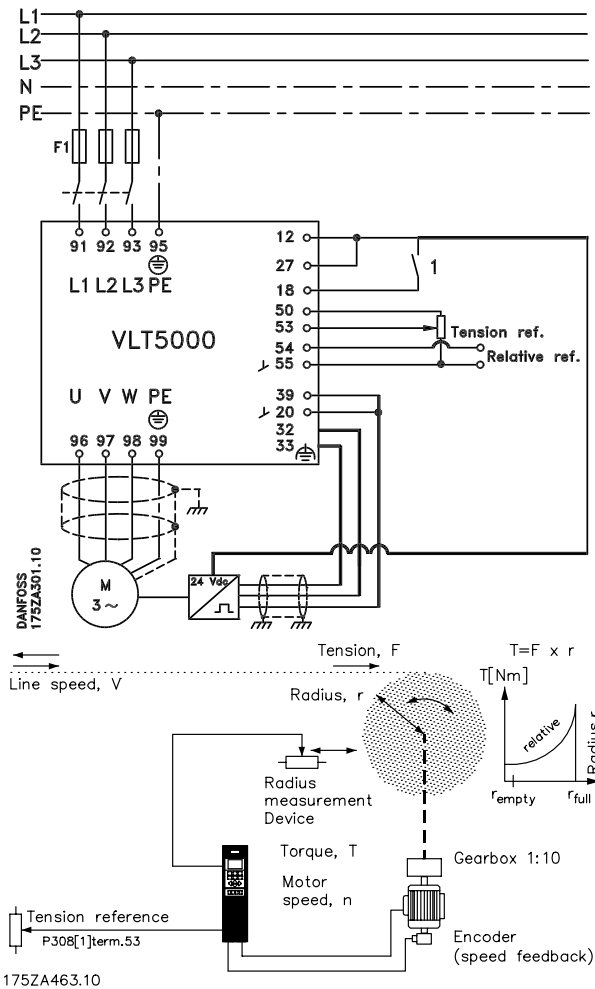 L1
L2
L3
N
PE
F1
91 92 93 95
L1 L2 L3 PE
VLT5000
U V W PE
96 97 98 99
12
27
18
1
50
53
Tension ref.
54
Relative ref.
55
39
20
32
33
M
3 ~
24 Vdc
DANFOSS
175ZA301.10
Tension, F
T=F x r
Line speed, V
Radius, r
T[Nm]
relative
Radius r
rempty
rfull
Radius
measurement
Device
Torque, T
Motor
speed, n
Gearbox 1:10
Tension reference
P308[1]term.53
Encoder
(speed feedback)
175ZA463.10